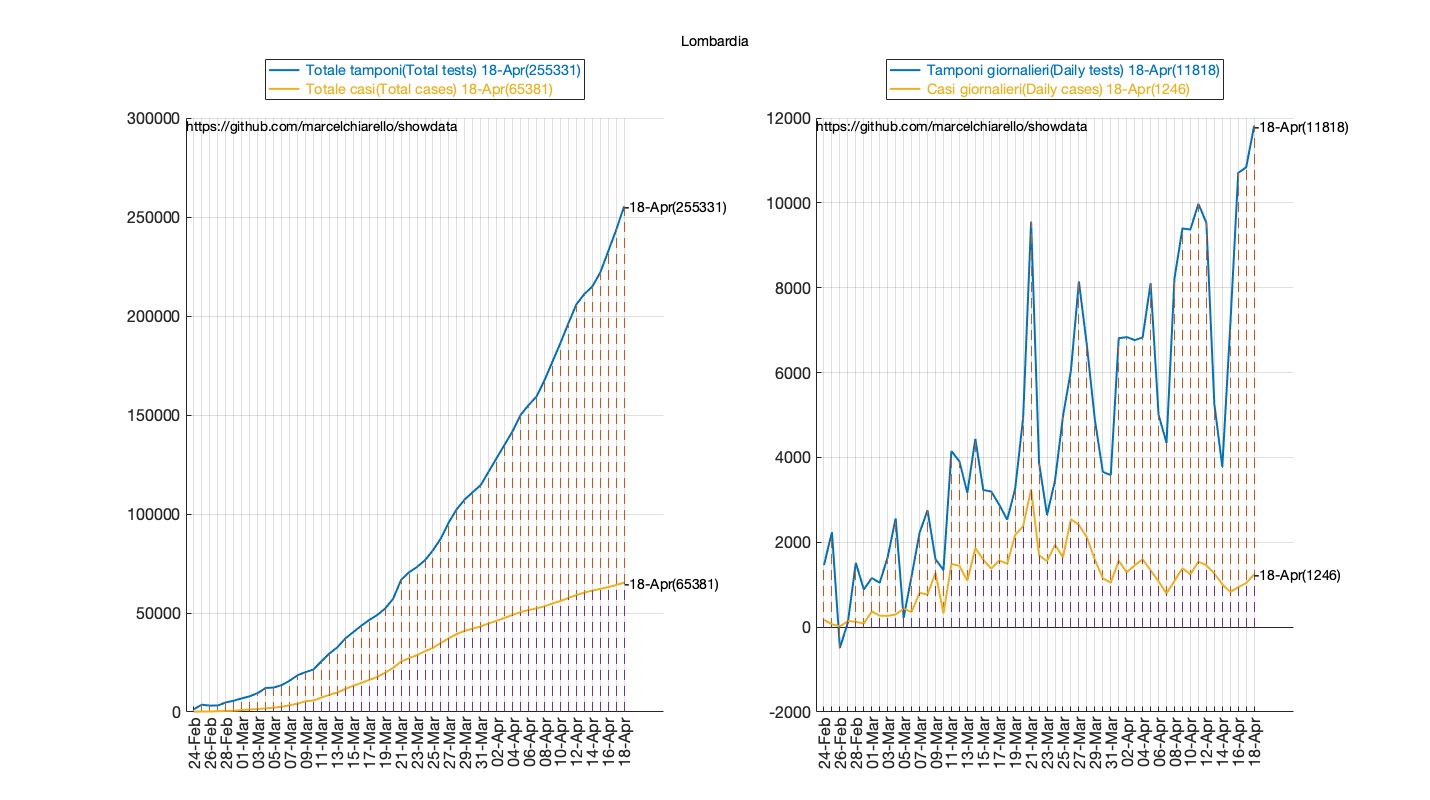 Lombardia
Totale tamponi(Total tests) 18-Apr(255331)
Totale casi(Total cases) 18-Apr(65381)
300000
https://github.com/marcelchiarello/showdata
250000
18-Apr(255331)
200000
150000
100000
50000
18-Apr(65381)
0
24-Feb
26-Feb
28-Feb
01-Mar
03-Mar
05-Mar
07-Mar
09-Mar
11-Mar
13-Mar
15-Mar
17-Mar
19-Mar
21-Mar
23-Mar
25-Mar
27-Mar
29-Mar
31-Mar
02-Apr
04-Apr
06-Apr
08-Apr
10-Apr
12-Apr
14-Apr
16-Apr
18-Apr
Tamponi giornalieri(Daily tests) 18-Apr(11818)
Casi giornalieri(Daily cases) 18-Apr(1246)
12000
https://github.com/marcelchiarello/showdata
18-Apr(11818)
10000
8000
6000
4000
2000
18-Apr(1246)
0
-2000
24-Feb
26-Feb
28-Feb
01-Mar
03-Mar
05-Mar
07-Mar
09-Mar
11-Mar
13-Mar
15-Mar
17-Mar
19-Mar
21-Mar
23-Mar
25-Mar
27-Mar
29-Mar
31-Mar
02-Apr
04-Apr
06-Apr
08-Apr
10-Apr
12-Apr
14-Apr
16-Apr
18-Apr